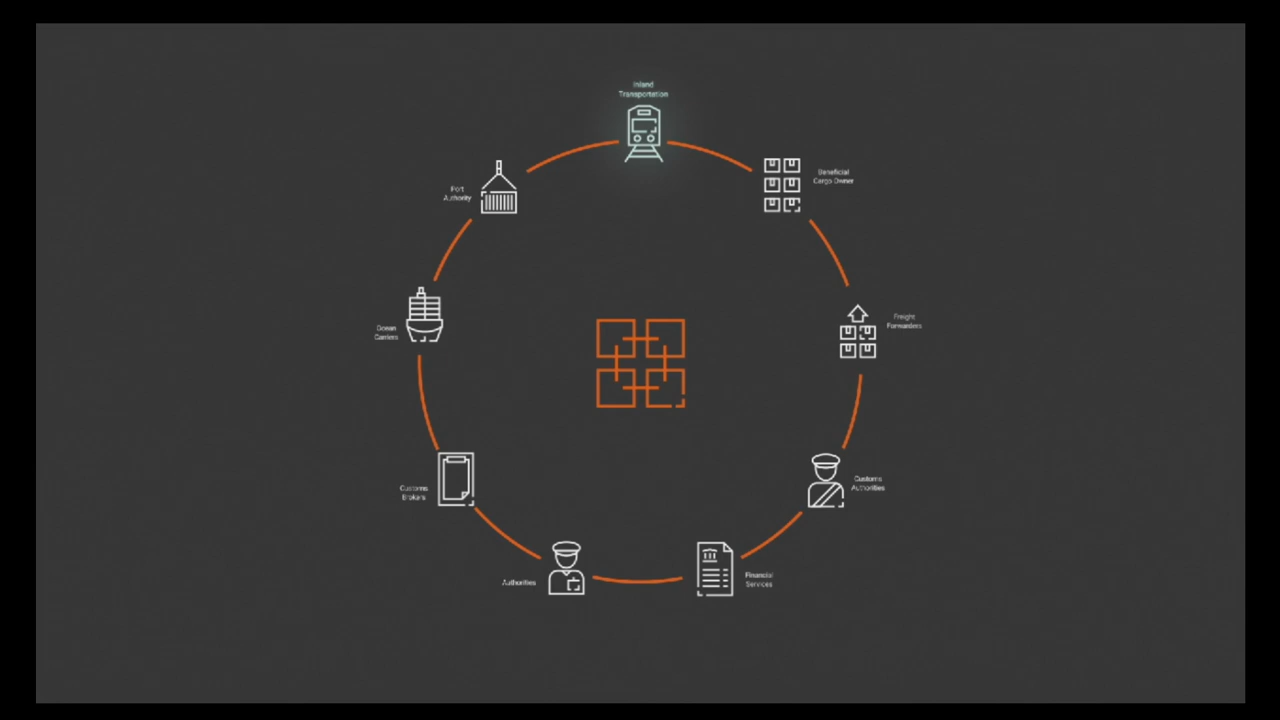 Inland
Transportation
Beneficial
Cargo Owner
Port
Authority
Freight
Forwarders
Ocean
Carriers
Customs
Authorities
Customs
Brokers
Financial
Services
Authorities